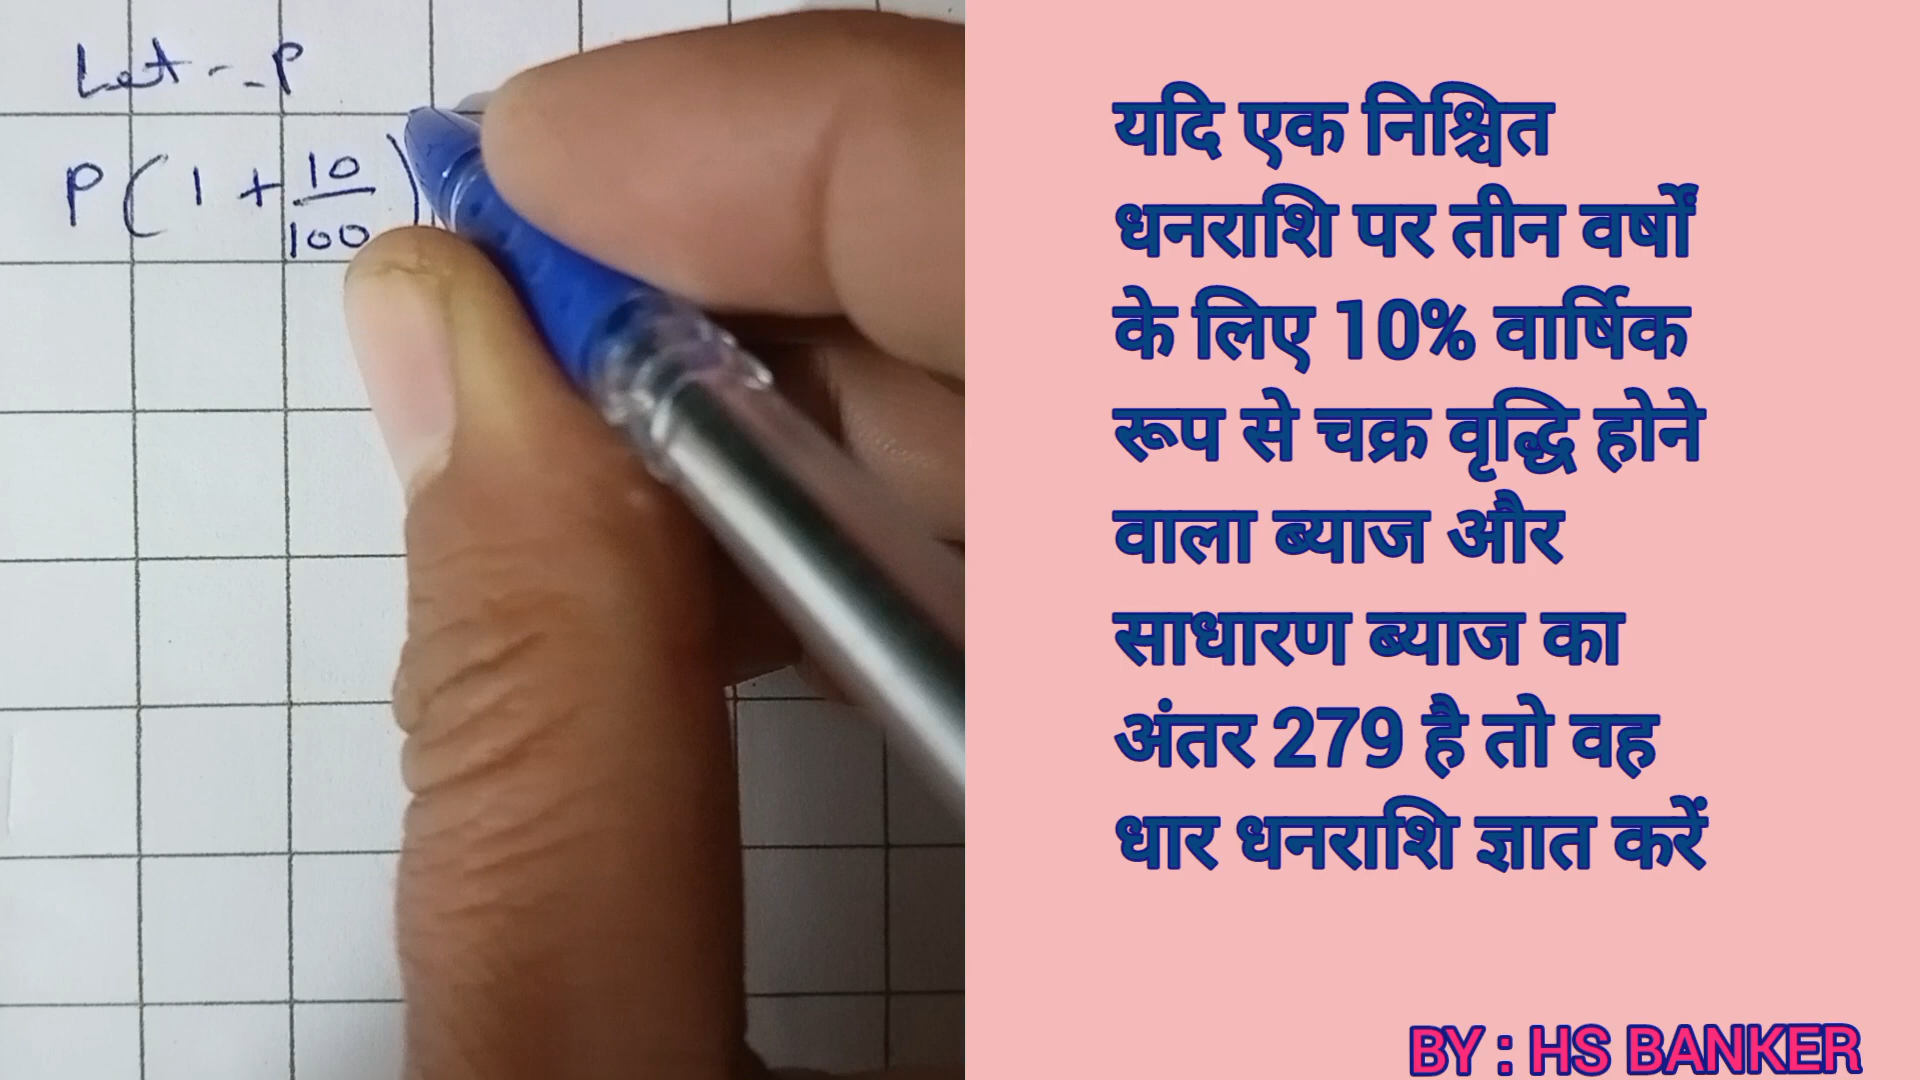 Let - - P
P ( 1 + 10/100 )
यदि एक निश्चित
धनराशि पर तीन वर्षों
के लिए 10% वार्षिक
रूप से चक्र वृद्धि होने
वाला ब्याज और
साधारण ब्याज का
अंतर 279 है तो वह
धार धनराशि ज्ञात करें
BY : HS BANKER